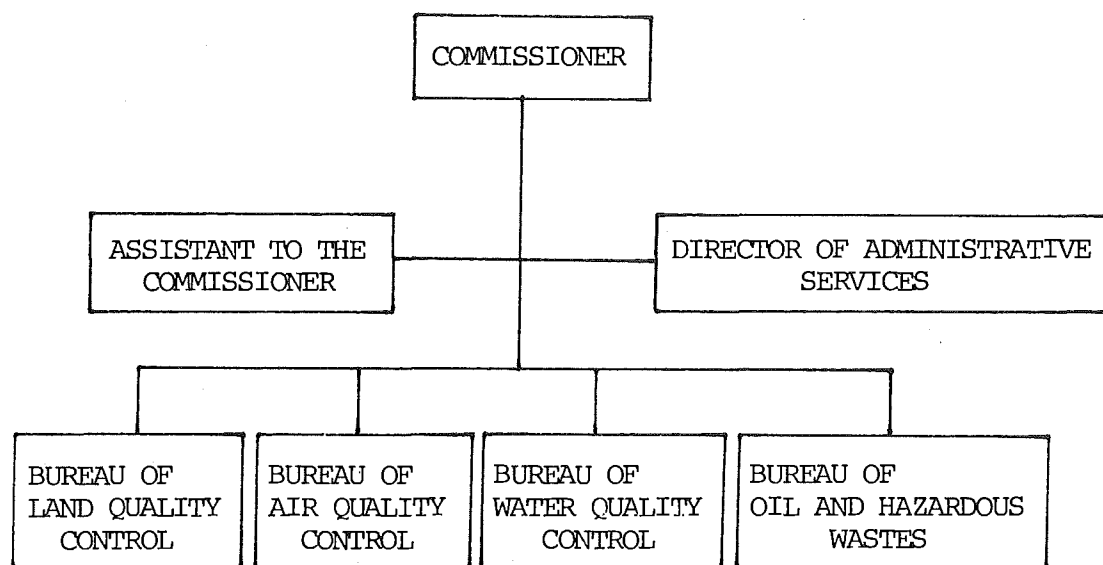 COMMISSIONER
ASSISTANT TO THE
COMMISSIONER
DIRECTOR OF ADMINISTRATIVE
SERVICES
BUREAU OF
LAND QUALITY
CONTROL
BUREAU OF
AIR QUALITY
CONTROL
BUREAU OF
WATER QUALITY
CONTROL
BUREAU OF
OIL AND HAZARDOUS
WASTES